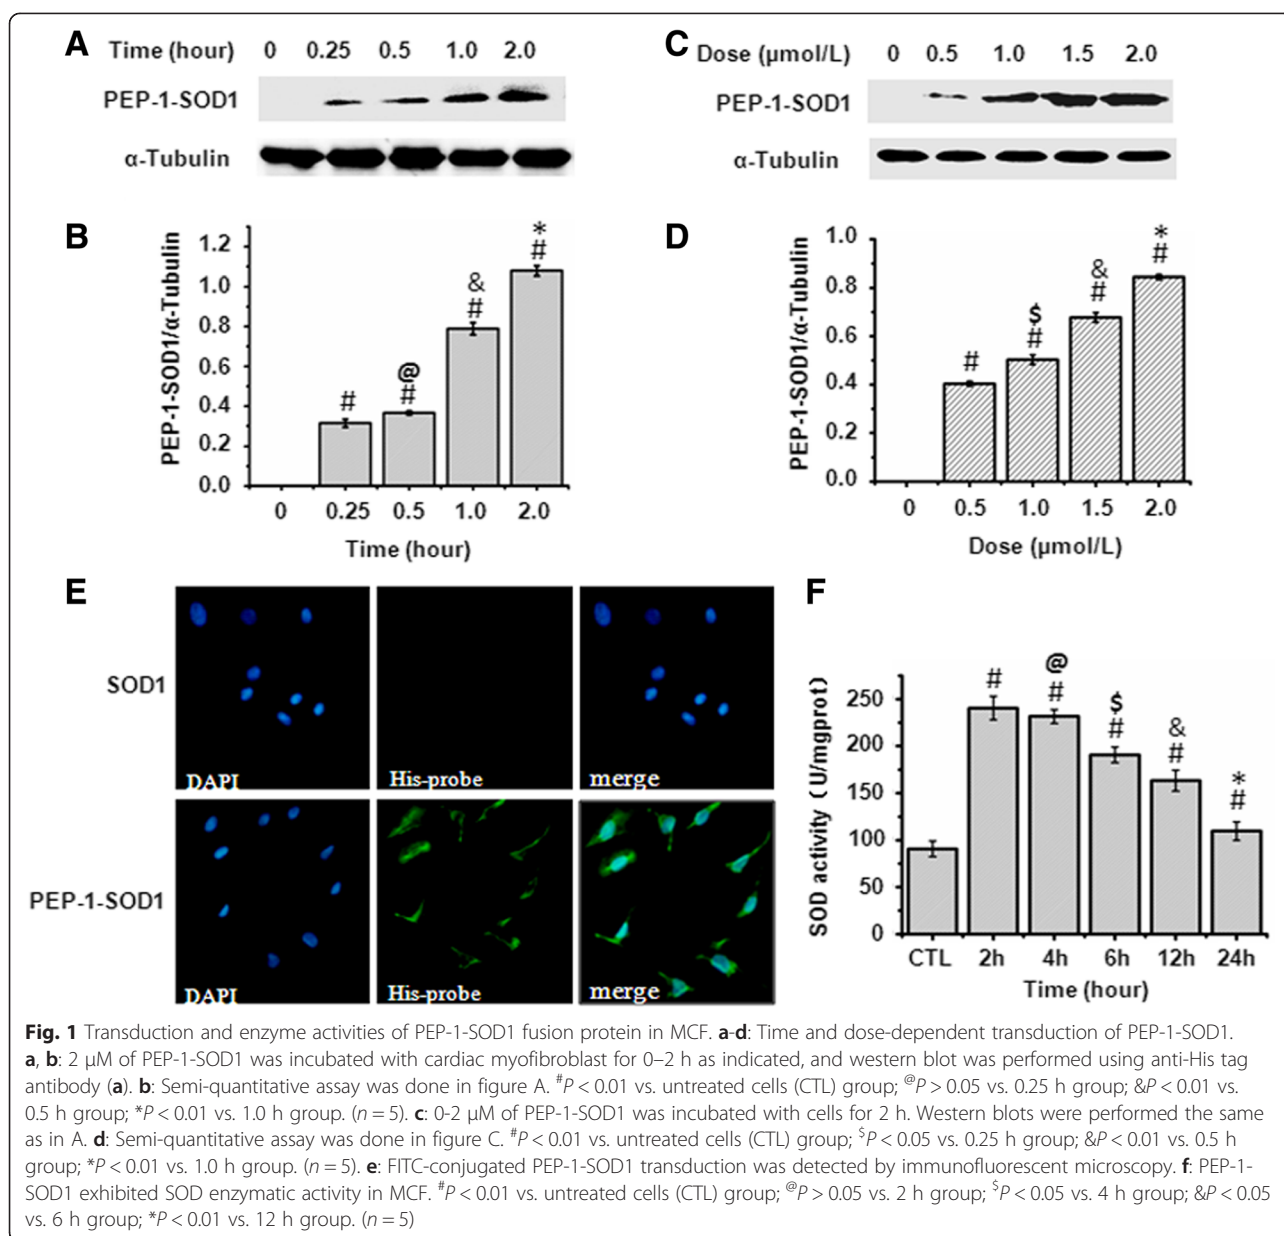 A
Time (hour) 0 0.25 0.5 1.0 2.0
PEP-1-SOD1
α-Tubulin
C
Dose (µmol/L) 0 0.5 1.0 1.5 2.0
PEP-1-SOD1
α-Tubulin
B
PEP-1-SOD1/α-Tubulin
1.2
1.0
0.8
0.6
0.4
0.2
0.0
#
@
#
&
#
*
#
0 0.25 0.5 1.0 2.0
Time (hour)
D
PEP-1-SOD1/α-Tubulin
1.0
0.8
0.6
0.4
0.2
0.0
#
$
#
&
#
*
#
0 0.5 1.0 1.5 2.0
Dose (µmol/L)
E
SOD1
DAPI His-probe merge
PEP-1-SOD1
DAPI His-probe merge
F
SOD activity (U/mgprot)
250
200
150
100
50
0
#
@
#
$
#
&
#
*
#
CTL 2h 4h 6h 12h 24h
Time (hour)
Fig. 1 Transduction and enzyme activities of PEP-1-SOD1 fusion protein in MCF. a-d: Time and dose-dependent transduction of PEP-1-SOD1.
a, b: 2 µM of PEP-1-SOD1 was incubated with cardiac myofibroblast for 0–2 h as indicated, and western blot was performed using anti-His tag
antibody (a). b: Semi-quantitative assay was done in figure A. #P < 0.01 vs. untreated cells (CTL) group; @P > 0.05 vs. 0.25 h group; &P < 0.01 vs.
0.5 h group; *P < 0.01 vs. 1.0 h group. (n = 5). c: 0-2 µM of PEP-1-SOD1 was incubated with cells for 2 h. Western blots were performed the same
as in A. d: Semi-quantitative assay was done in figure C. #P < 0.01 vs. untreated cells (CTL) group; $P < 0.05 vs. 0.25 h group; &P < 0.01 vs. 0.5 h
group; *P < 0.01 vs. 1.0 h group. (n = 5). e: FITC-conjugated PEP-1-SOD1 transduction was detected by immunofluorescent microscopy. f: PEP-1-
SOD1 exhibited SOD enzymatic activity in MCF. #P < 0.01 vs. untreated cells (CTL) group; @P > 0.05 vs. 2 h group; $P < 0.05 vs. 4 h group; &P < 0.05
vs. 6 h group; *P < 0.01 vs. 12 h group. (n = 5)